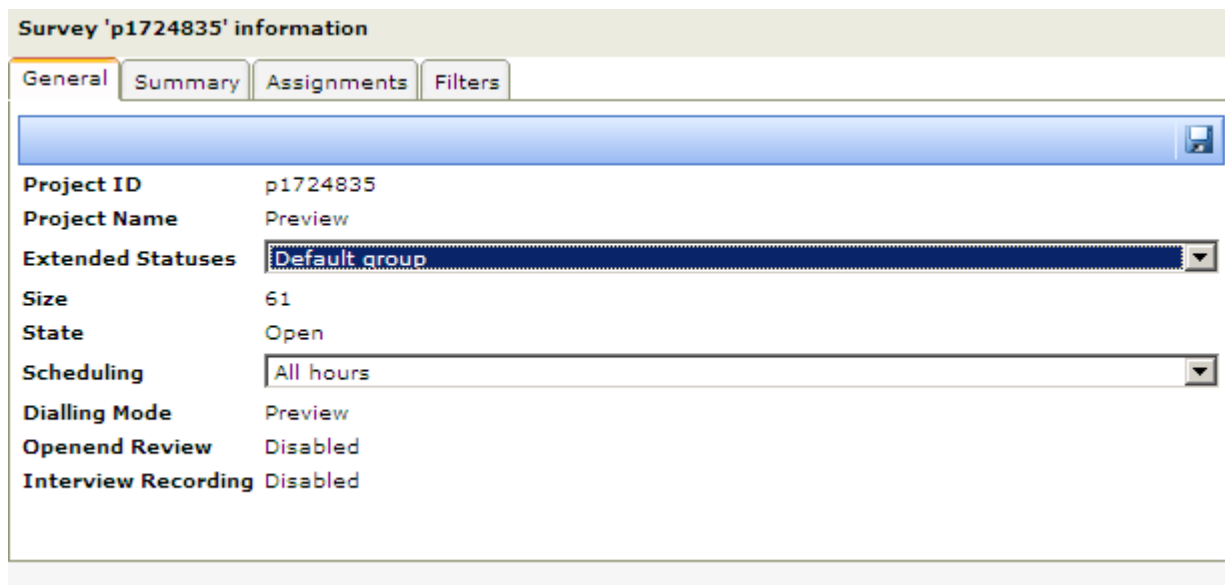 Survey 'p1724835' information
General Summary Assignments Filters
Project ID p1724835
Project Name Preview
Extended Statuses Default group
Size 61
State Open
Scheduling All hours
Dialling Mode Preview
Openend Review Disabled
Interview Recording Disabled